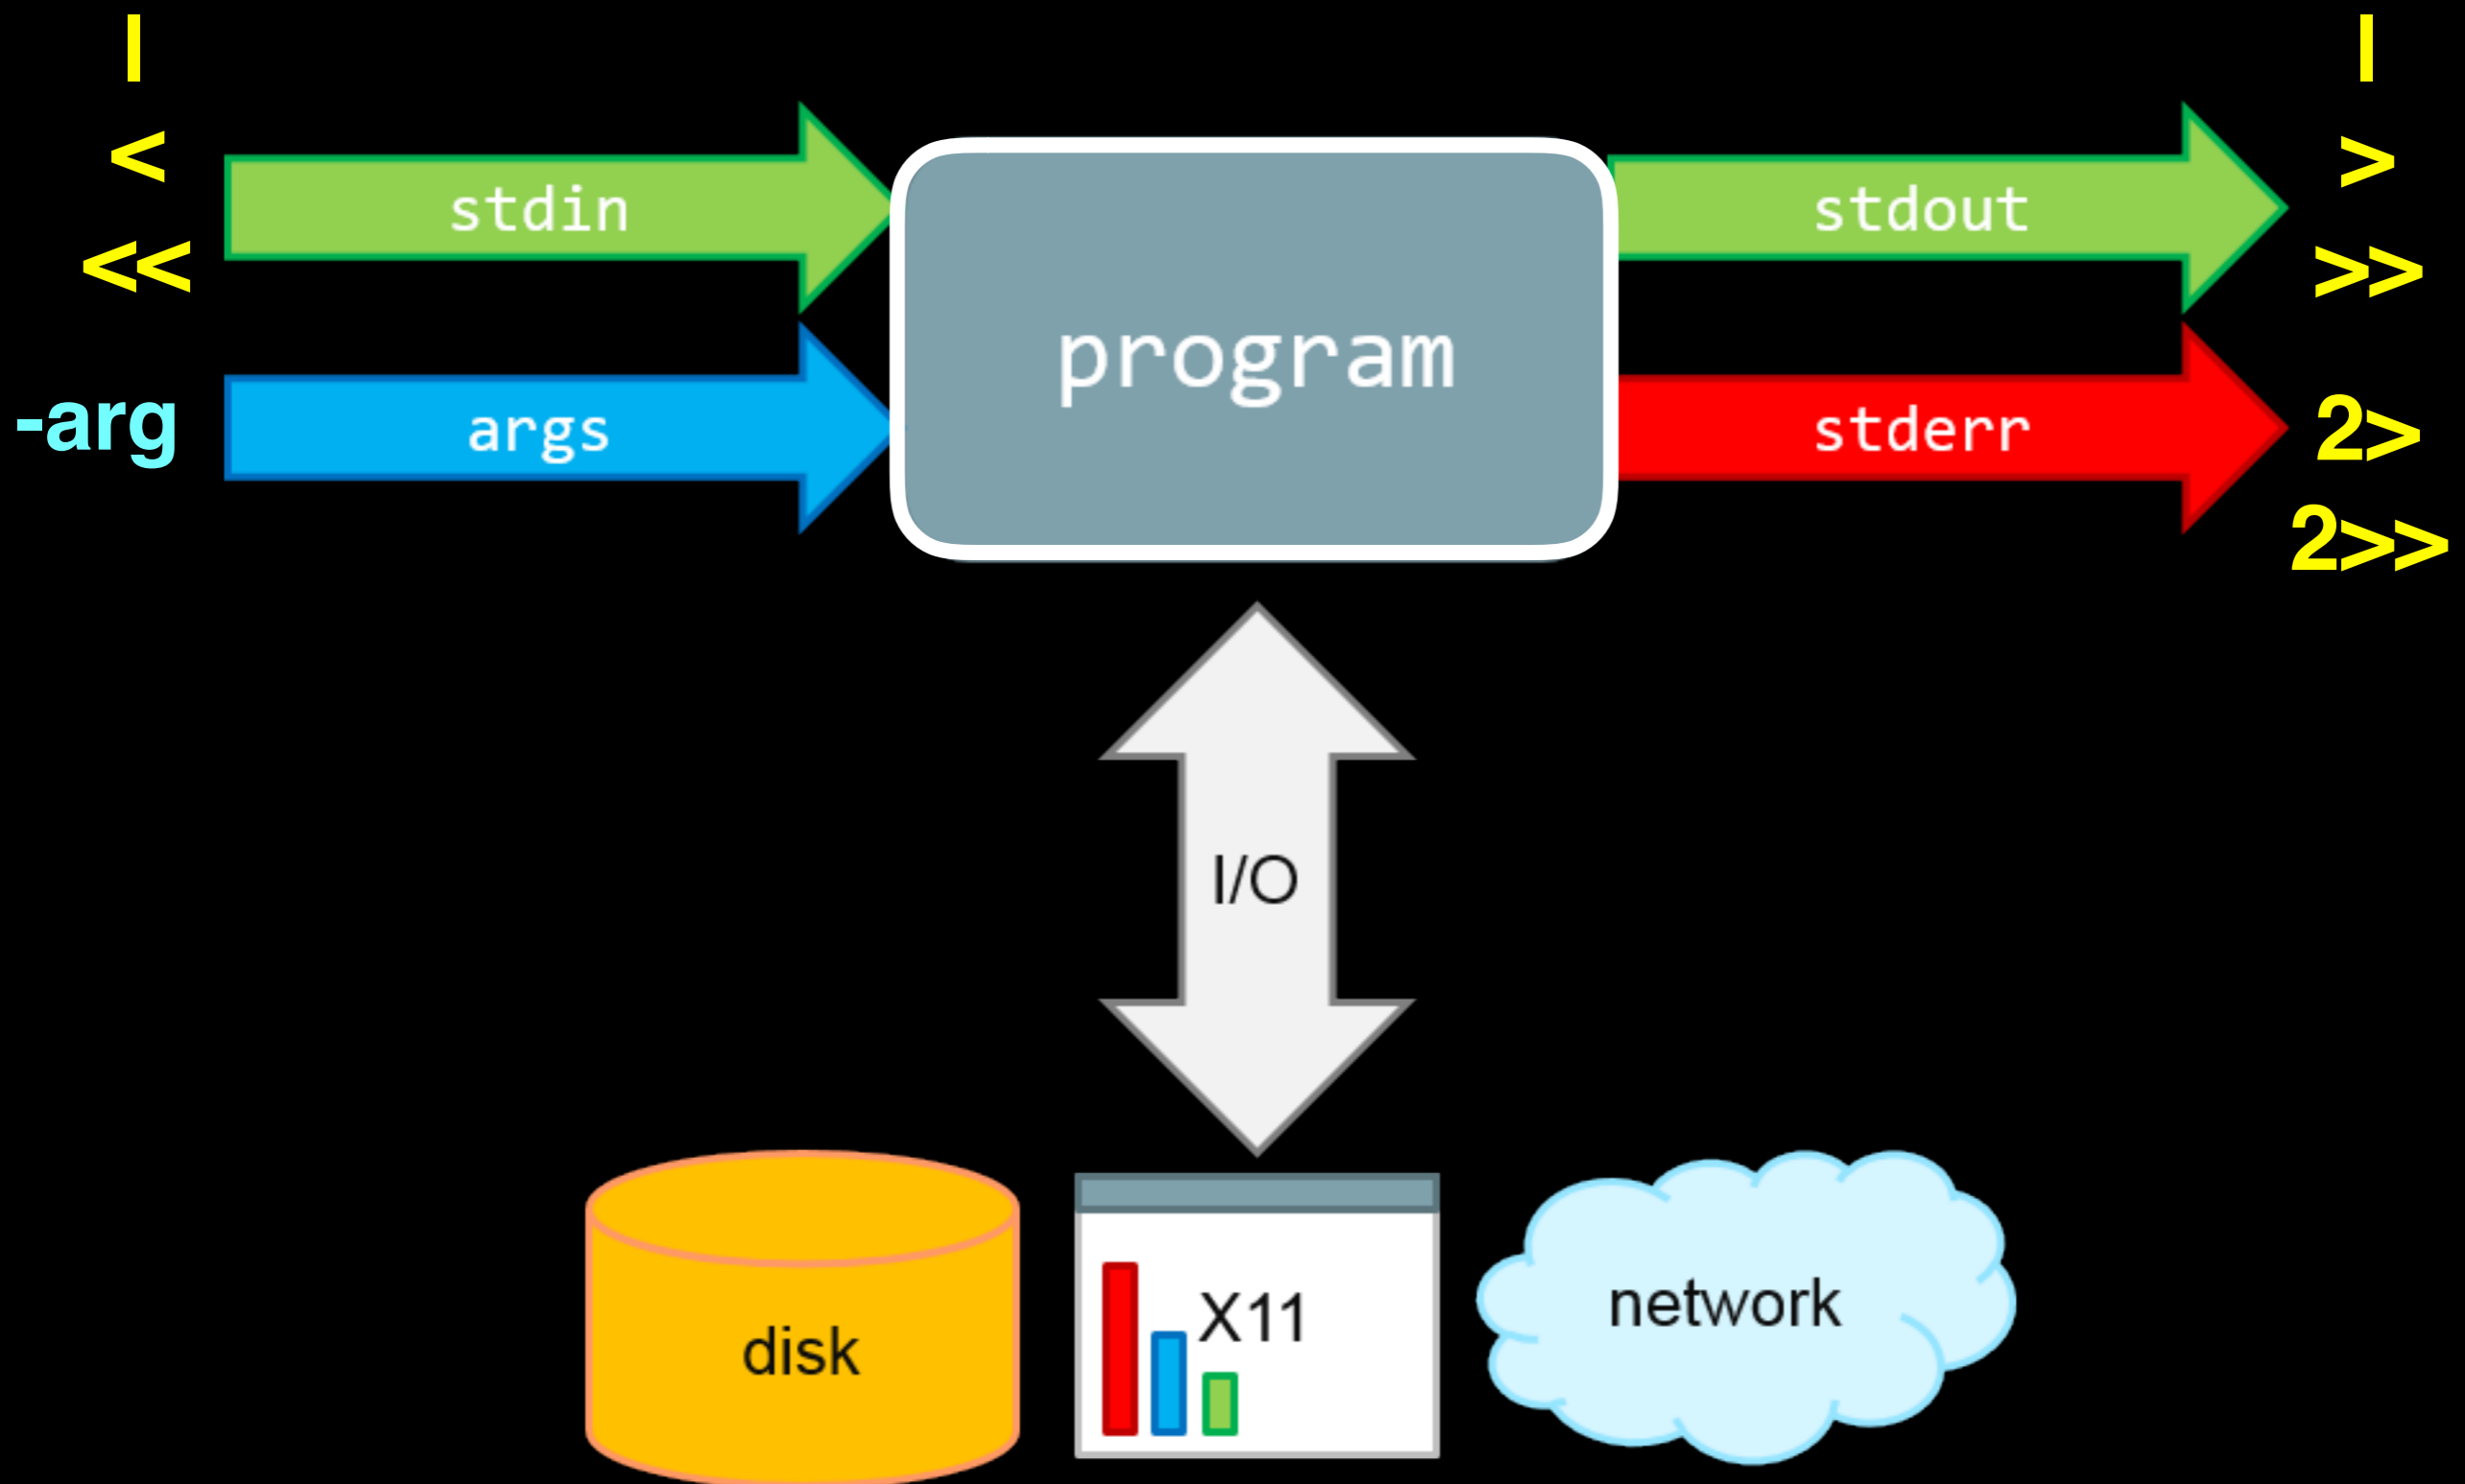 |
<
<<
-arg
stdin
args
program
stdout
stderr
|
>
>>
2>
2>>
I/O
disk
X11
network